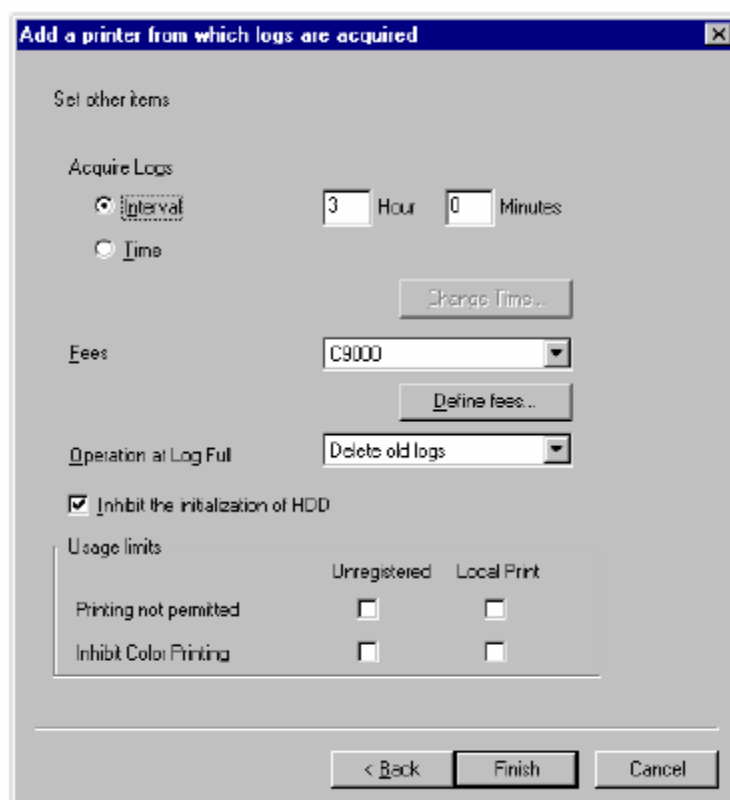 Add a printer from which logs are acquired
Set other items
Acquire Logs
Interval 3 Hour 0 Minutes
Time
Change Time...
Fees C9000
Define fees...
Operation at Log Full Delete old logs
Inhibit the initialization of HDD
Usage limits
Unregistered Local Print
Printing not permitted
Inhibit Color Printing
< Back Finish Cancel